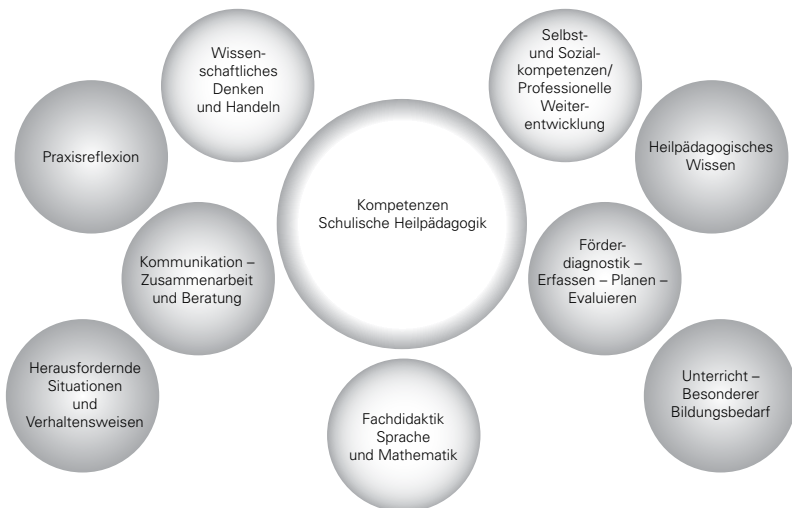 Wissen-
schaftliches
Denken
und Handeln
Selbst-
und Sozial-
kompetenzen/
Professionelle
Weiter-
entwicklung
Praxisreflexion
Heilpädagogisches
Wissen
Kompetenzen
Schulische Heilpädagogik
Kommunikation –
Zusammenarbeit
und Beratung
Förder-
diagnostik –
Erfassen – Planen –
Evaluieren
Herausfordernde
Situationen
und
Verhaltensweisen
Fachdidaktik
Sprache
und Mathematik
Unterricht –
Besonderer
Bildungsbedarf